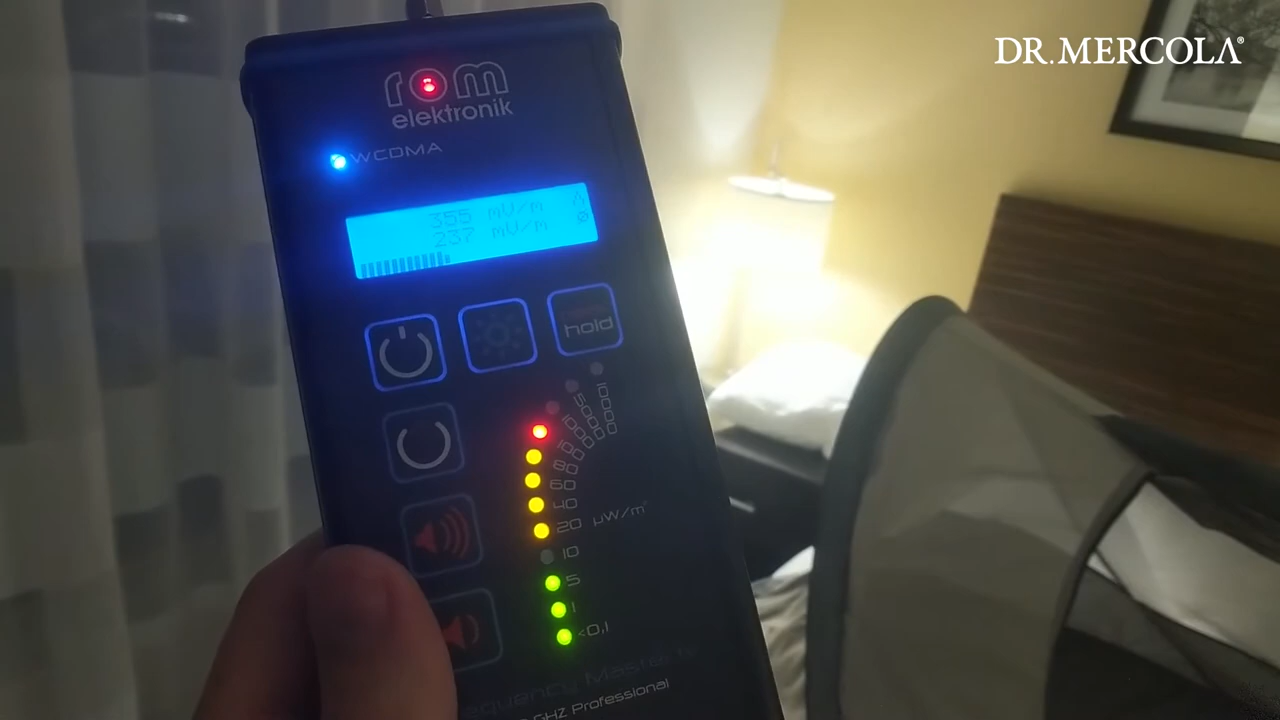 DR.MERCOLA®
rom
elektronik
WCDMA
355 mV/m
237 mV/m
hold
10000
5000
1000
100
80
60
40
20 µW/m²
10
5
1
<0,1
GHZ Professional